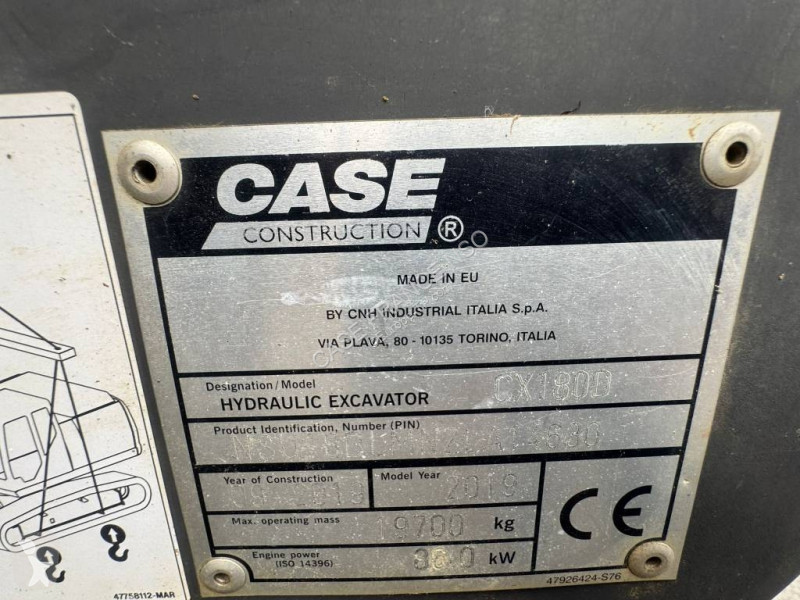 CASE
CONSTRUCTION ®
MADE IN EU
BY CNH INDUSTRIAL ITALIA S.p.A.
VIA PLAVA, 80 - 10135 TORINO, ITALIA
Designation/Model
HYDRAULIC EXCAVATOR CX180D
Product Identification, Number (PIN)
Year of Construction
Model Year 2019
Max. operating mass 19700 kg
Engine power
(ISO 14396) kW
CE
47926424-S76
47758112-MAR